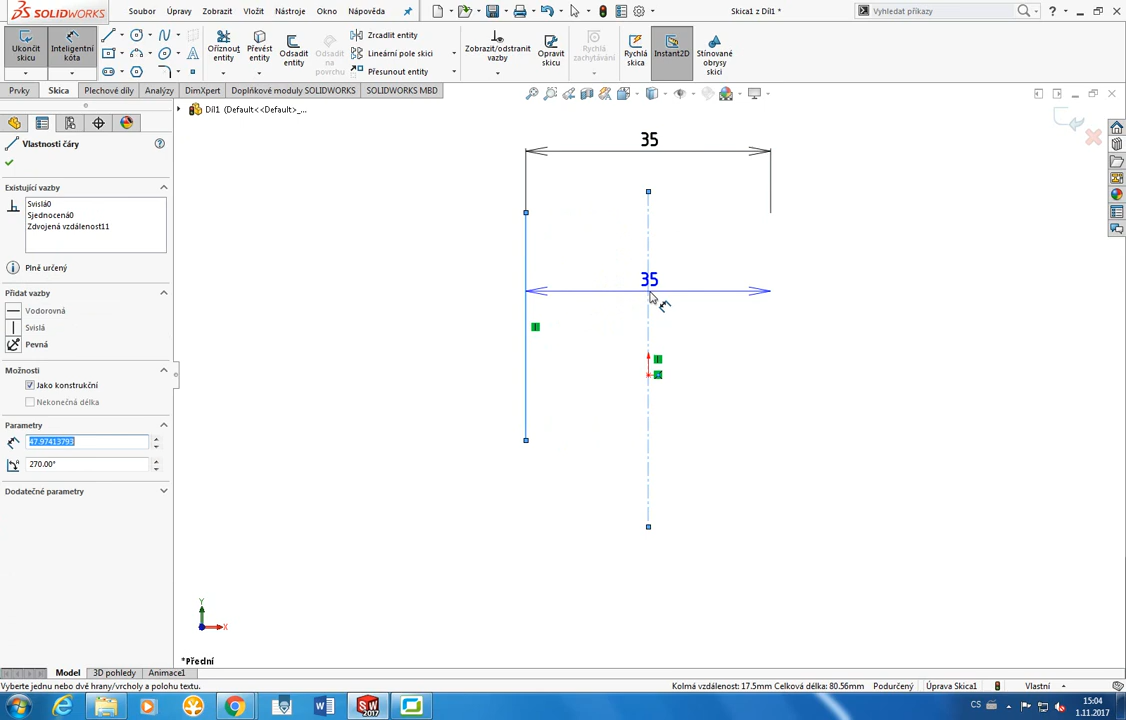 SOLIDWORKS
Soubor
Úpravy
Zobrazit
Vložit
Nástroje
Okno
Nápověda
Skica1 z Díl1 *
Vyhledat příkazy
Ukončit skicu
Inteligentní kóta
Oříznout entity
Převést entity
Odsadit entity
Odsadit na povrchu
Zrcadlit entity
Lineární pole skici
Přesunout entity
Zobrazit/odstranit vazby
Opravit skicu
Rychlá zachytávání
Rychlá skica
Instant2D
Stínované obrysy skici
Prvky
Skica
Plechové díly
Analýzy
DimXpert
Doplňkové moduly SOLIDWORKS
SOLIDWORKS MBD
Díl1 (Default<<Default>_...
Vlastnosti čáry
Existující vazby
Svislá0
Sjednocená0
Zdvojená vzdálenost11
Plně určený
Přidat vazby
Vodorovná
Svislá
Pevná
Možnosti
Jako konstrukční
Nekonečná délka
Parametry
47.97413793
270.00°
Dodatečné parametry
35
35
Y
X
*Přední
Model
3D pohledy
Animace1
Vyberte jednu nebo dvě hrany/vrcholy a polohu textu.
Kolmá vzdálenost: 17.5mm Celková délka: 80.56mm
Podurčený
Úprava Skica1
Vlastní
CS
15:04
1.11.2017